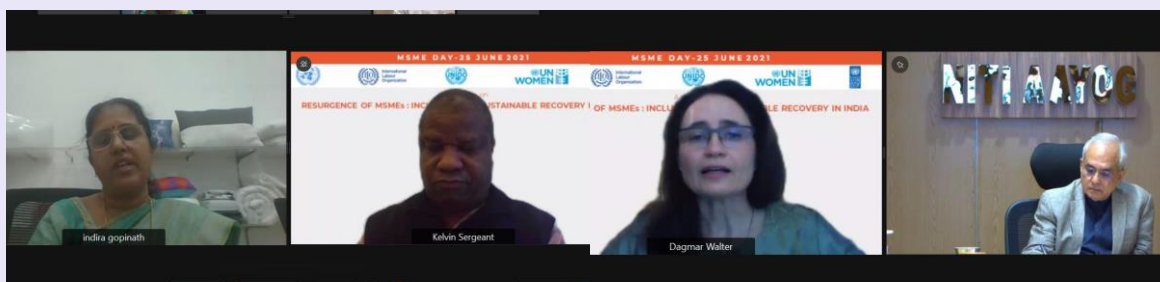 MSME DAY-25 JUNE 2021
International
Labour
Organization
UN
WOMEN
RESURGENCE OF MSMEs : INCL
SUSTAINABLE RECOVERY
MSME DAY-25 JUNE 2021
International
Labour
Organization
UN
WOMEN
OF MSMEs : INCLU
BLE RECOVERY IN INDIA
NITI AAYOG
indira gopinath
Kelvin Sergeant
Dagmar Walter